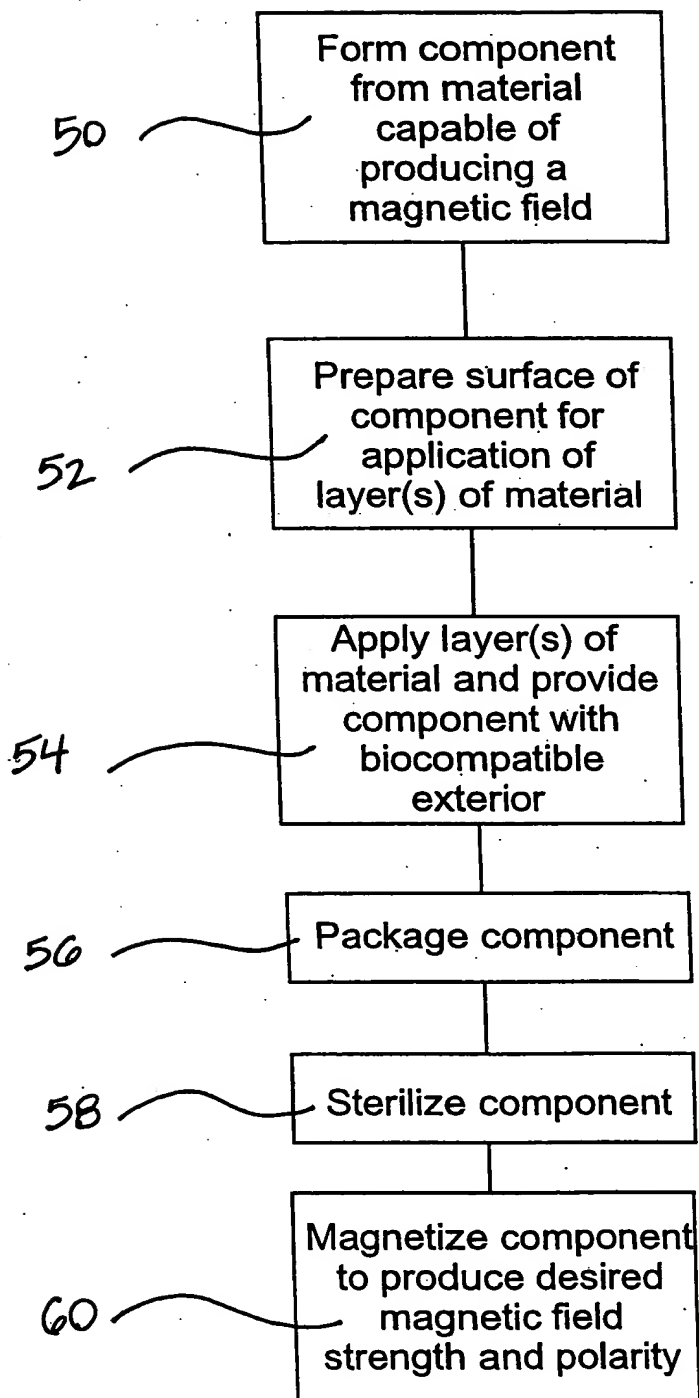 Form component
from material
capable of
producing a
magnetic field
50
Prepare surface of
component for
application of
layer(s) of material
52
Apply layer(s) of
material and provide
component with
biocompatible
exterior
54
Package component
56
Sterilize component
58
Magnetize component
to produce desired
magnetic field
strength and polarity
60